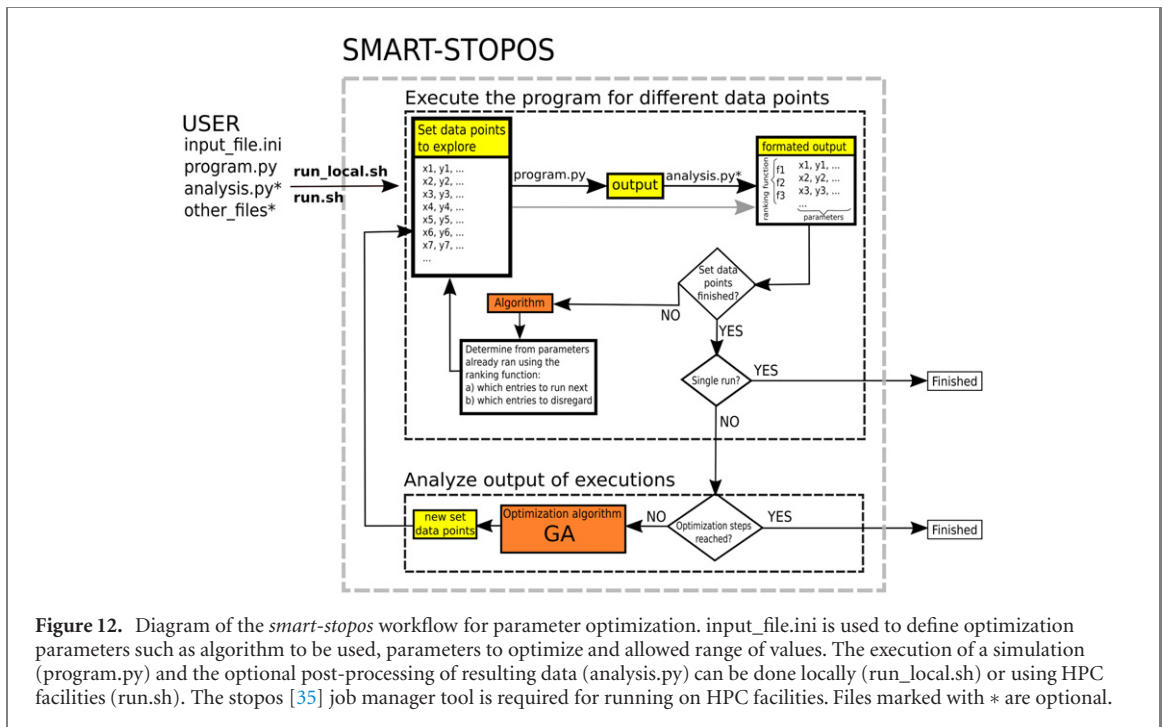 SMART-STOPOS
Execute the program for different data points
USER
input_file.ini
program.py
analysis.py*
other_files*
run_local.sh
run.sh
Set data points
to explore
x1, y1, ...
x2, y2, ...
x3, y3, ...
x4, y4, ...
x5, y5, ...
x6, y6, ...
x7, y7, ...
...
program.py
output
analysis.py*
formated output
ranking function
f1
f2
f3
x1, y1, ...
x2, y2, ...
x3, y3, ...
...
parameters
Set data
points
finished?
NO
YES
Algorithm
Determine from parameters
already ran using the
ranking function:
a) which entries to run next
b) which entries to disregard
Single run?
YES
Finished
NO
Analyze output of executions
new set
data points
Optimization algorithm
GA
NO
Optimization steps
reached?
YES
Finished
Figure 12. Diagram of the smart-stopos workflow for parameter optimization. input_file.ini is used to define optimization
parameters such as algorithm to be used, parameters to optimize and allowed range of values. The execution of a simulation
(program.py) and the optional post-processing of resulting data (analysis.py) can be done locally (run_local.sh) or using HPC
facilities (run.sh). The stopos [35] job manager tool is required for running on HPC facilities. Files marked with * are optional.